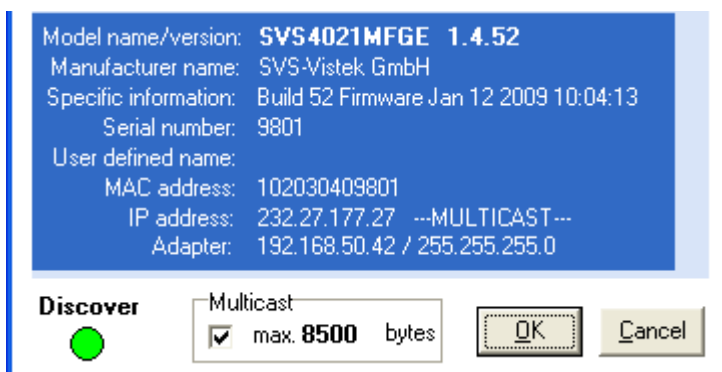 Model name/version: SVS4021MFGE 1.4.52
Manufacturer name: SVS-Vistek GmbH
Specific information: Build 52 Firmware Jan 12 2009 10:04:13
Serial number: 9801
User defined name:
MAC address: 102030409801
IP address: 232.27.177.27 ---MULTICAST---
Adapter: 192.168.50.42 / 255.255.255.0
Discover
Multicast
max. 8500 bytes
OK
Cancel